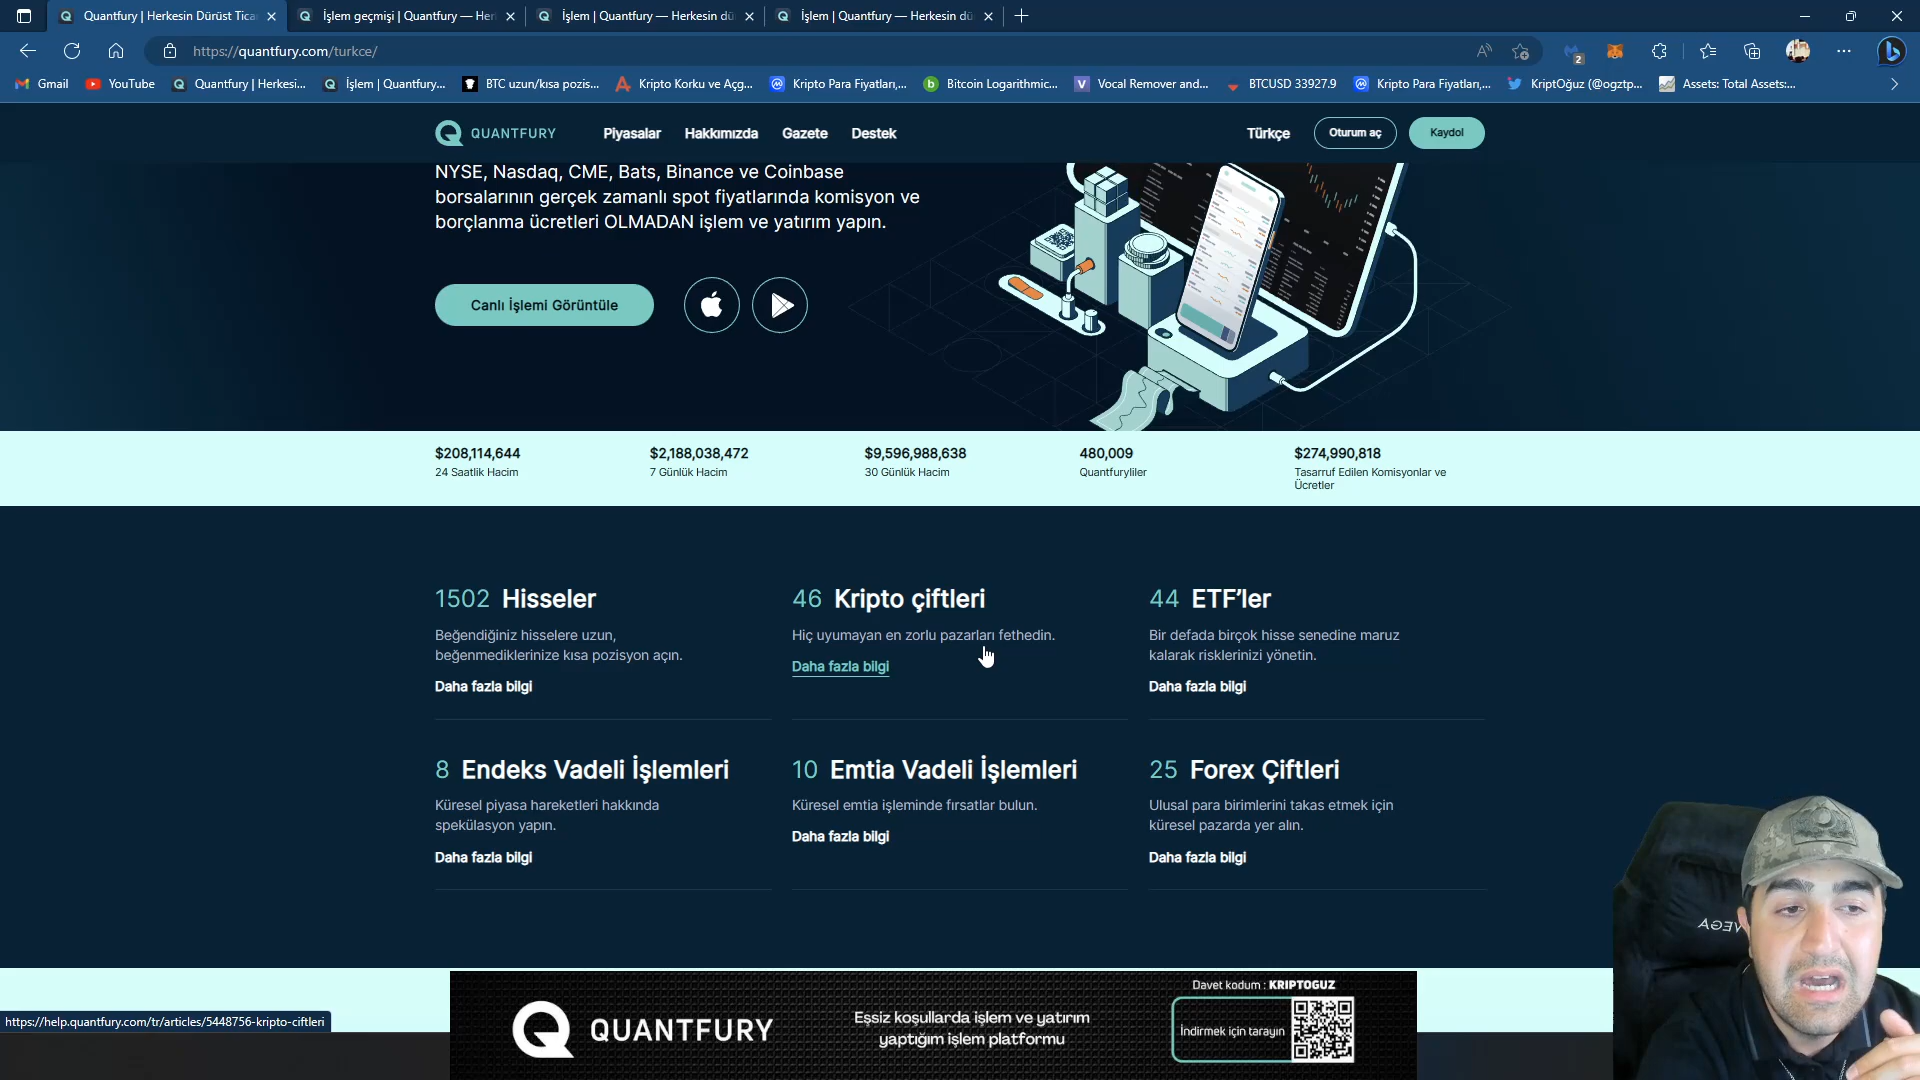 Quantfury | Herkesin Dürüst Tica
İşlem geçmişi | Quantfury — Her
İşlem | Quantfury — Herkesin dü
İşlem | Quantfury — Herkesin dü
https://quantfury.com/turkce/
2
Gmail
YouTube
Quantfury | Herkesi...
İşlem | Quantfury...
BTC uzun/kısa pozis...
Kripto Korku ve Açg...
Kripto Para Fiyatları,...
Bitcoin Logarithmic...
Vocal Remover and...
BTCUSD 33927.9
Kripto Para Fiyatları,...
KriptOğuz (@ogztp...
Assets: Total Assets:...
QUANTFURY
Piyasalar
Hakkımızda
Gazete
Destek
Türkçe
Oturum aç
Kaydol
NYSE, Nasdaq, CME, Bats, Binance ve Coinbase
borsalarının gerçek zamanlı spot fiyatlarında komisyon ve
borçlanma ücretleri OLMADAN işlem ve yatırım yapın.
Canlı İşlemi Görüntüle
$208,114,644
24 Saatlik Hacim
$2,188,038,472
7 Günlük Hacim
$9,596,988,638
30 Günlük Hacim
480,009
Quantfuryliler
$274,990,818
Tasarruf Edilen Komisyonlar ve
Ücretler
1502 Hisseler
Beğendiğiniz hisselere uzun,
beğenmediklerinize kısa pozisyon açın.
Daha fazla bilgi
46 Kripto çiftleri
Hiç uyumayan en zorlu pazarları fethedin.
Daha fazla bilgi
44 ETF'ler
Bir defada birçok hisse senedine maruz
kalarak risklerinizi yönetin.
Daha fazla bilgi
8 Endeks Vadeli İşlemleri
Küresel piyasa hareketleri hakkında
spekülasyon yapın.
Daha fazla bilgi
10 Emtia Vadeli İşlemleri
Küresel emtia işleminde fırsatlar bulun.
Daha fazla bilgi
25 Forex Çiftleri
Ulusal para birimlerini takas etmek için
küresel pazarda yer alın.
Daha fazla bilgi
https://help.quantfury.com/tr/articles/5448756-kripto-ciftleri
QUANTFURY
Eşsiz koşullarda işlem ve yatırım
yaptığım işlem platformu
Davet kodum : KRIPTOGUZ
İndirmek için tarayın